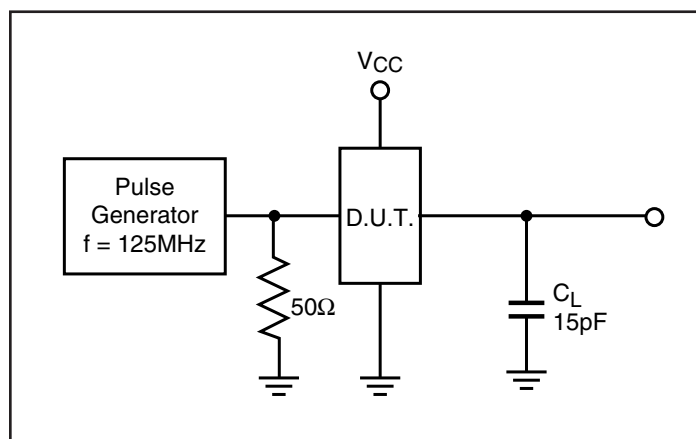 VCC
Pulse
Generator
f = 125MHz
D.U.T.
50Ω
CL
15pF